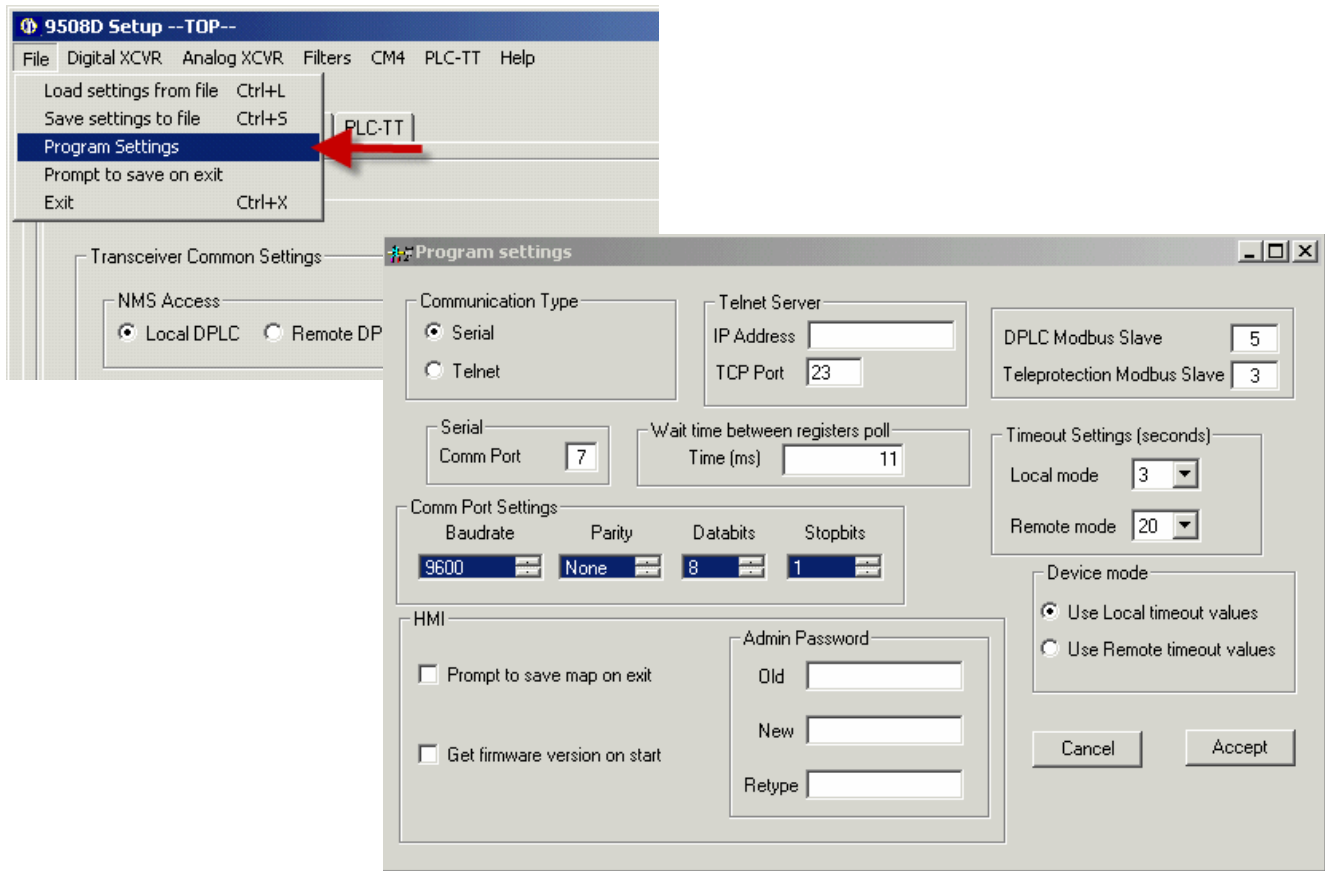 9508D Setup --TOP--
File Digital XCVR Analog XCVR Filters CM4 PLC-TT Help
Load settings from file Ctrl+L
Save settings to file Ctrl+S
PLC-TT
Program Settings
Prompt to save on exit
Exit Ctrl+X
Transceiver Common Settings
NMS Access
Local DPLC Remote DP
Program settings
Communication Type
Serial
Telnet
Telnet Server
IP Address
TCP Port 23
DPLC Modbus Slave 5
Teleprotection Modbus Slave 3
Serial
Comm Port 7
Wait time between registers poll
Time (ms) 11
Timeout Settings (seconds)
Local mode 3
Remote mode 20
Comm Port Settings
Baudrate Parity Databits Stopbits
9600 None 8 1
Device mode
Use Local timeout values
Use Remote timeout values
HMI
Prompt to save map on exit
Get firmware version on start
Admin Password
Old
New
Retype
Cancel Accept